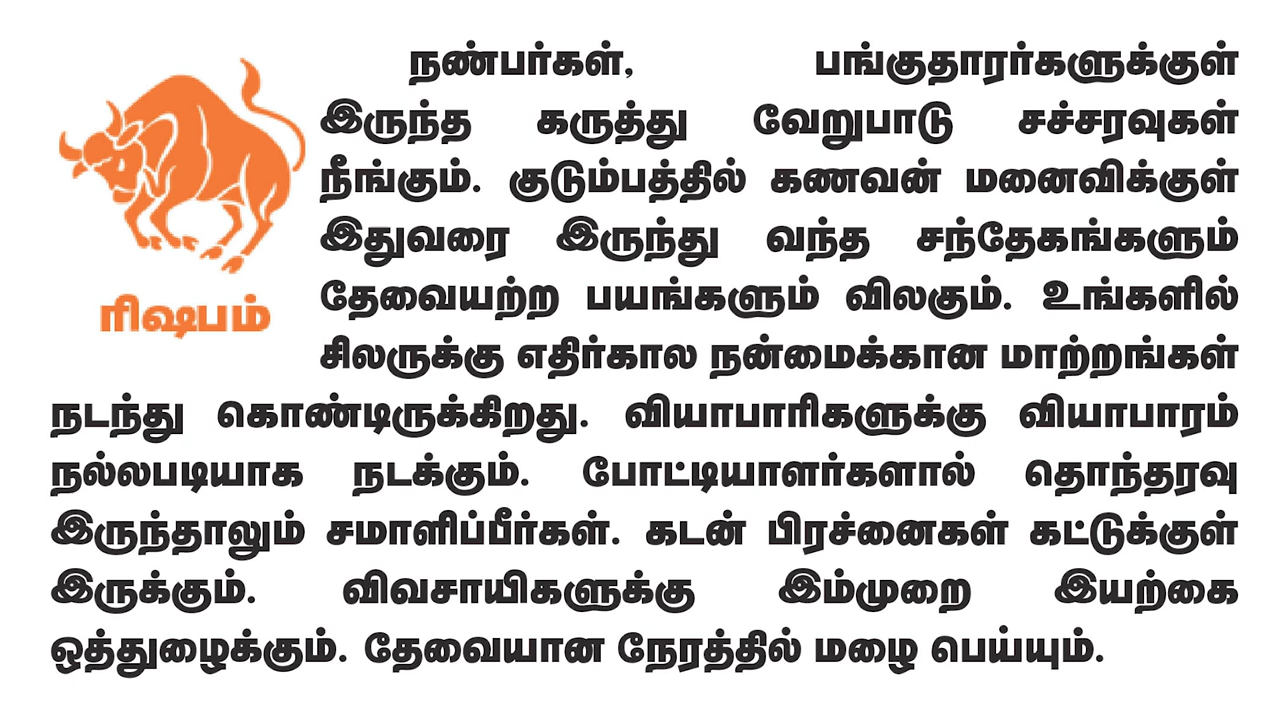 நண்பர்கள், பங்குதாரர்களுக்குள்
இருந்த கருத்து வேறுபாடு சச்சரவுகள்
நீங்கும். குடும்பத்தில் கணவன் மனைவிக்குள்
இதுவரை இருந்து வந்த சந்தேகங்களும்
தேவையற்ற பயங்களும் விலகும். உங்களில்
சிலருக்கு எதிர்கால நன்மைக்கான மாற்றங்கள்
ரிஷபம்
நடந்து கொண்டிருக்கிறது. வியாபாரிகளுக்கு வியாபாரம்
நல்லபடியாக நடக்கும். போட்டியாளர்களால் தொந்தரவு
இருந்தாலும் சமாளிப்பீர்கள். கடன் பிரச்னைகள் கட்டுக்குள்
இருக்கும். விவசாயிகளுக்கு இம்முறை இயற்கை
ஒத்துழைக்கும். தேவையான நேரத்தில் மழை பெய்யும்.